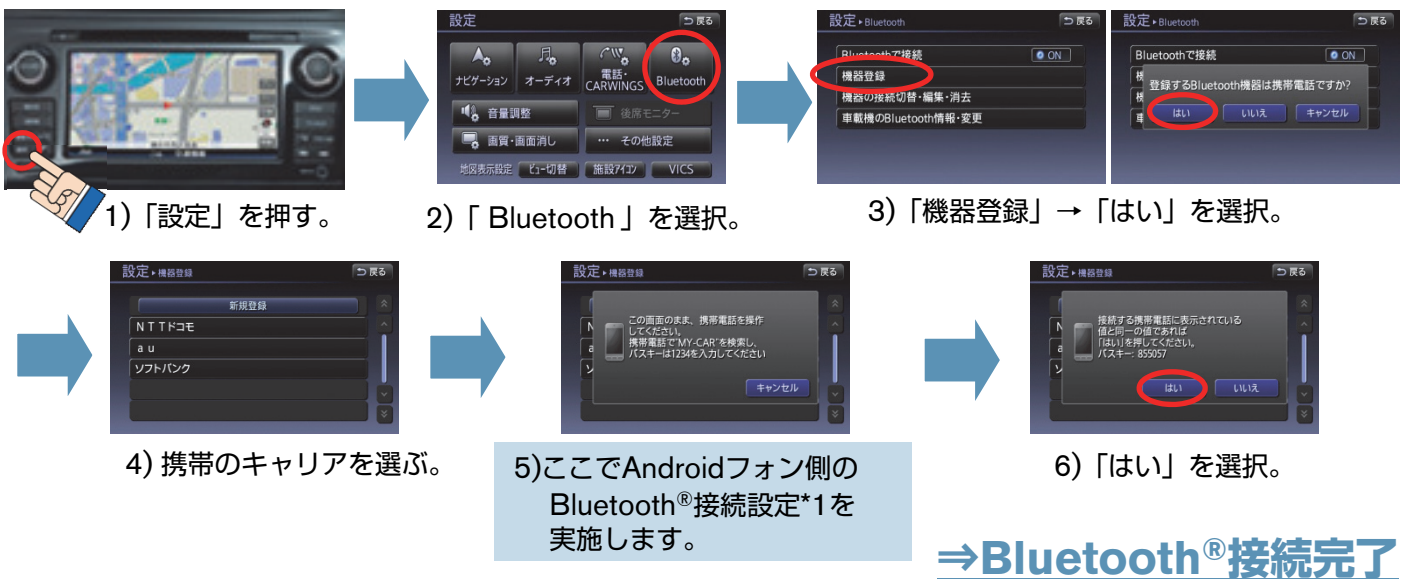 設定
戻る
ナビゲーション
オーディオ
電話・
CARWINGS
Bluetooth
音量調整
後席モニター
画質・画面消し
… その他設定
地図表示設定
ビュー切替
施設アイコン
VICS
設定▸Bluetooth
戻る
Bluetoothで接続
ON
機器登録
機器の接続切替・編集・消去
車載機のBluetooth情報・変更
設定▸Bluetooth
戻る
Bluetoothで接続
ON
登録するBluetooth機器は携帯電話ですか?
はい
いいえ
キャンセル
1)「設定」を押す。
2)「 Bluetooth 」を選択。
3)「機器登録」→「はい」を選択。
設定▸機器登録
戻る
新規登録
NTTドコモ
au
ソフトバンク
設定▸機器登録
戻る
この画面のまま、携帯電話を操作
してください。
携帯電話で"MY-CAR"を検索し、
パスキーは1234を入力してください
キャンセル
設定▸機器登録
戻る
接続する携帯電話に表示されている
値と同一の値であれば
「はい」を押してください。
パスキー: 855057
はい
いいえ
4) 携帯のキャリアを選ぶ。
5)ここでAndroidフォン側の
Bluetooth®接続設定*1を
実施します。
6)「はい」を選択。
⇒Bluetooth®接続完了